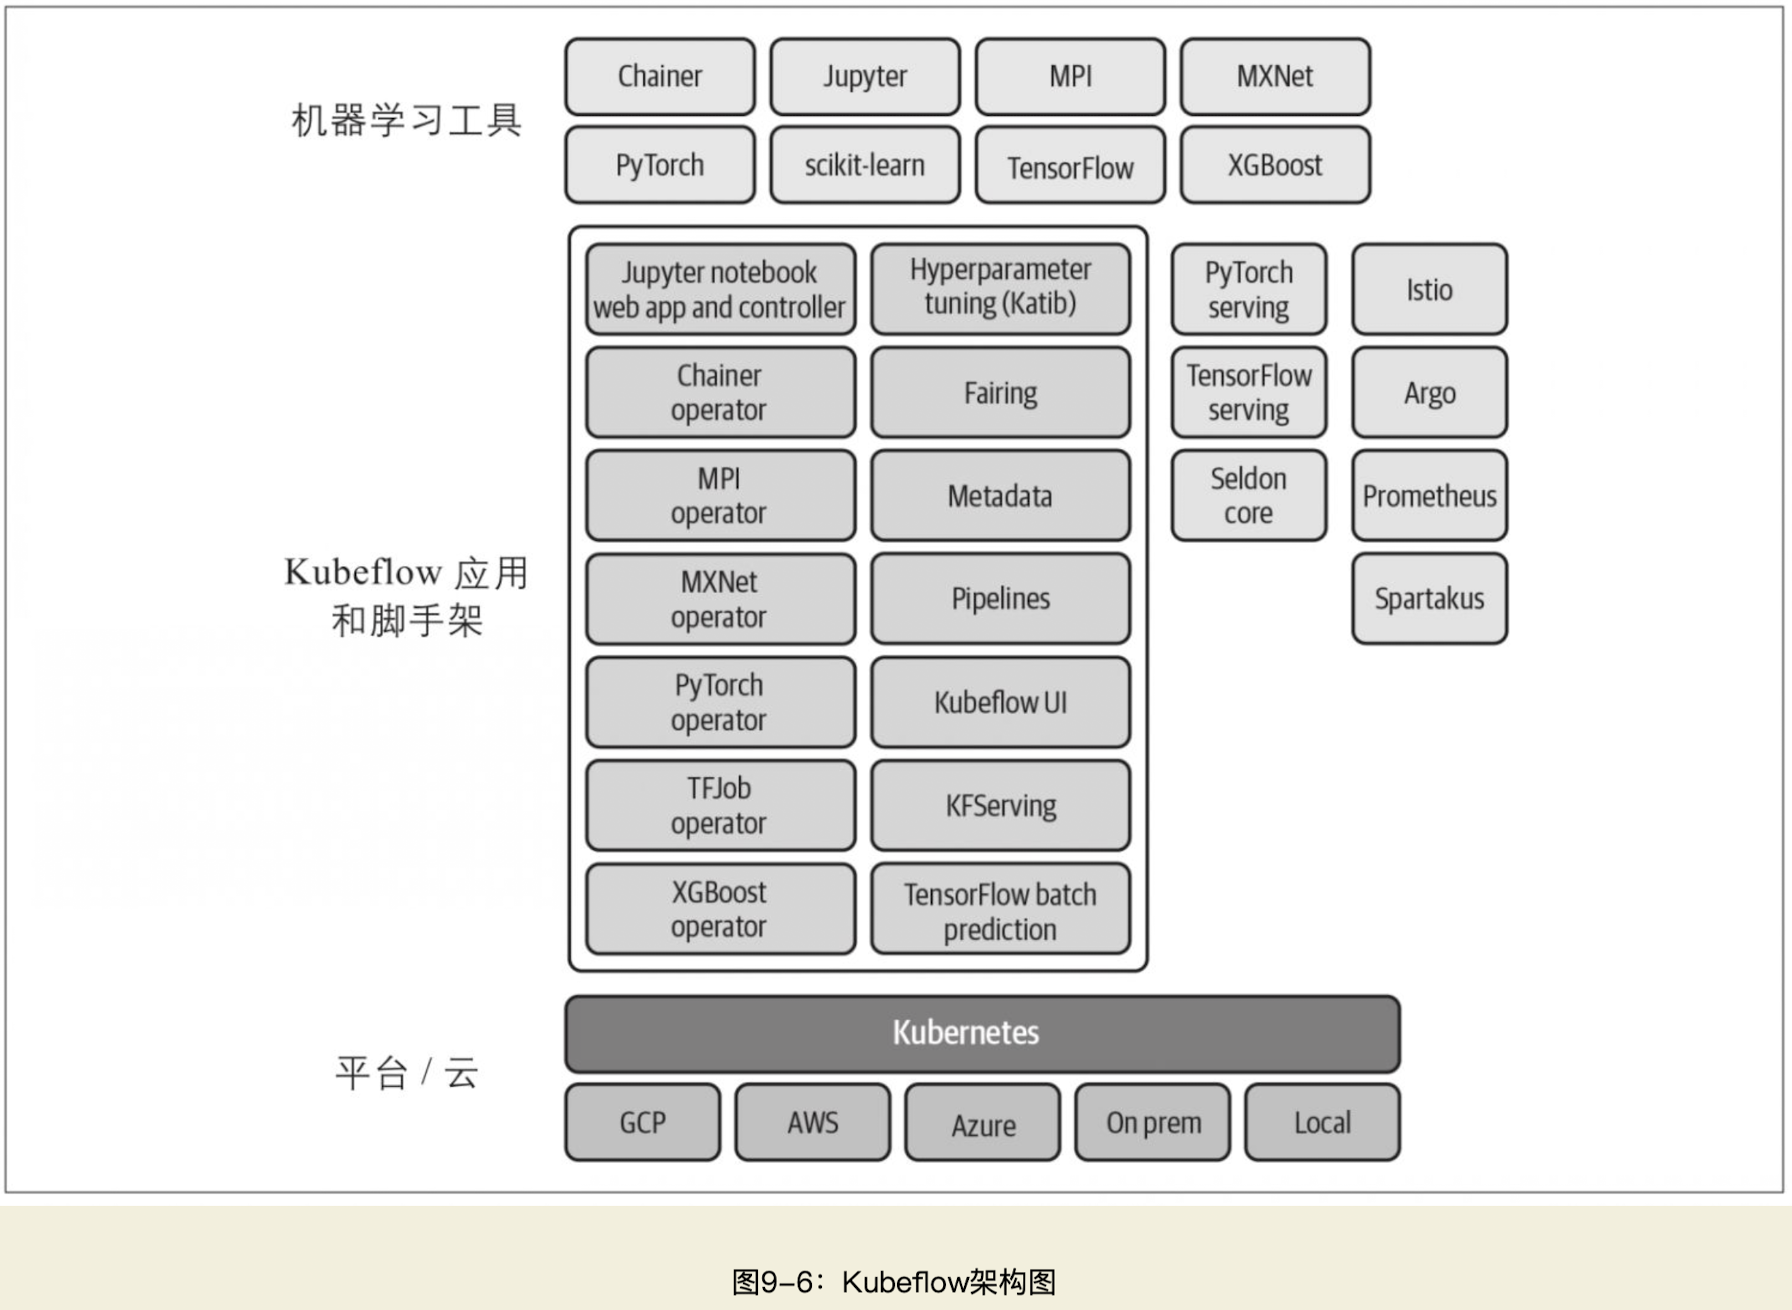 机器学习工具
Chainer
Jupyter
MPI
MXNet
PyTorch
scikit-learn
TensorFlow
XGBoost
Kubeflow 应用
和脚手架
Jupyter notebook
web app and controller
Hyperparameter
tuning (Katib)
PyTorch
serving
Istio
Chainer
operator
Fairing
TensorFlow
serving
Argo
MPI
operator
Metadata
Seldon
core
Prometheus
MXNet
operator
Pipelines
Spartakus
PyTorch
operator
Kubeflow UI
TFJob
operator
KFServing
XGBoost
operator
TensorFlow batch
prediction
平台 / 云
Kubernetes
GCP
AWS
Azure
On prem
Local
图9-6：Kubeflow架构图